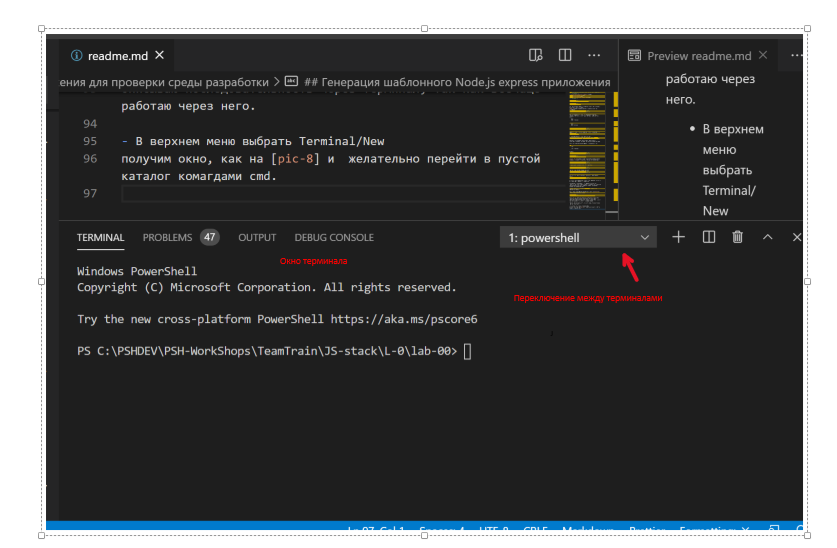 readme.md
Preview readme.md
ения для проверки среды разработки > ## Генерация шаблонного Node.js express приложения
работаю через него.
94
95 - В верхнем меню выбрать Terminal/New
96 получим окно, как на [pic-8] и желательно перейти в пустой
каталог комагдами cmd.
97
работаю через
него.
• В верхнем
меню
выбрать
Terminal/
New
TERMINAL PROBLEMS 47 OUTPUT DEBUG CONSOLE 1: powershell
Окно терминала
Переключение между терминалами
Windows PowerShell
Copyright (C) Microsoft Corporation. All rights reserved.
Try the new cross-platform PowerShell https://aka.ms/pscore6
PS C:\PSHDEV\PSH-WorkShops\TeamTrain\JS-stack\L-0\lab-00>